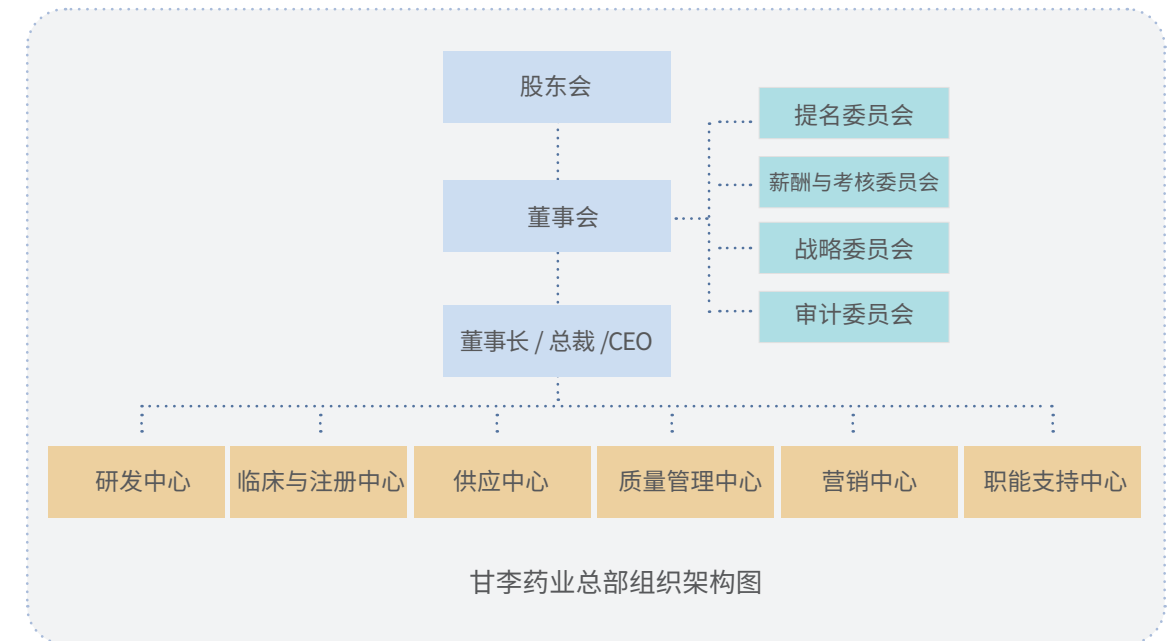 股东会
董事会
提名委员会
薪酬与考核委员会
战略委员会
审计委员会
董事长 / 总裁 /CEO
研发中心
临床与注册中心
供应中心
质量管理中心
营销中心
职能支持中心
甘李药业总部组织架构图